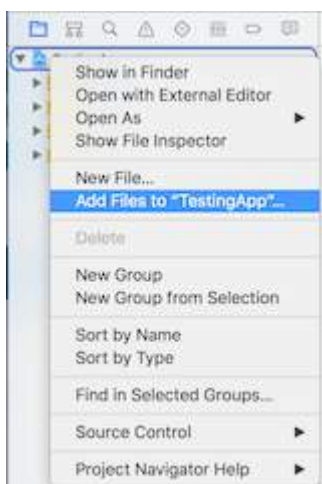 Show in Finder
Open with External Editor
Open As
Show File Inspector
New File...
Add Files to "TestingApp"...
Delete
New Group
New Group from Selection
Sort by Name
Sort by Type
Find in Selected Groups...
Source Control
Project Navigator Help